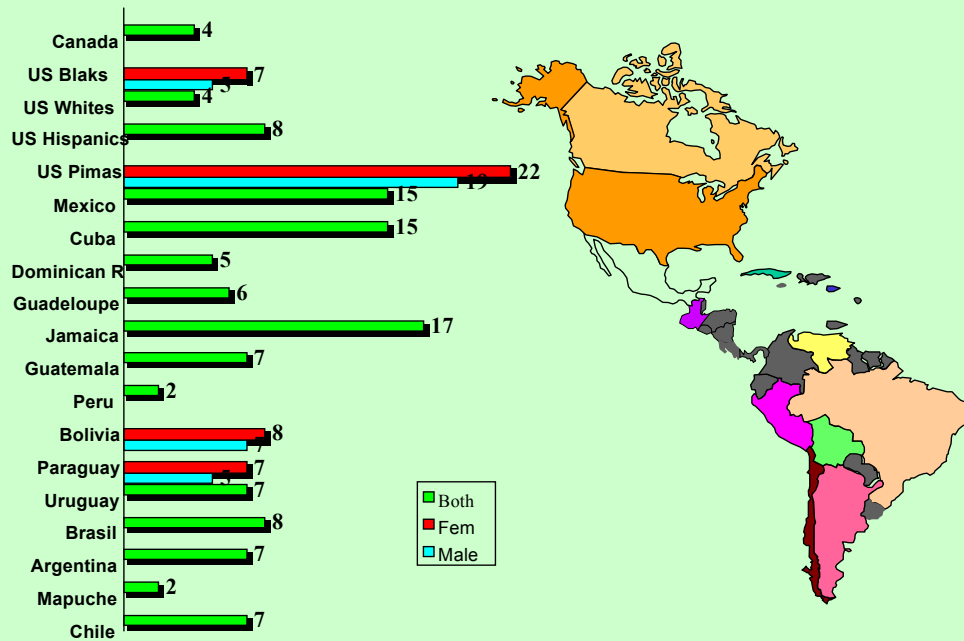 Canada 4
US Blaks 7
5
US Whites 4
US Hispanics 8
US Pimas 22
19
Mexico 15
Cuba 15
Dominican R 5
Guadeloupe 6
Jamaica 17
Guatemala 7
Peru 2
Bolivia 8
7
Paraguay 7
5
Uruguay 7
Brasil 8
Argentina 7
Mapuche 2
Chile 7
Both
Fem
Male